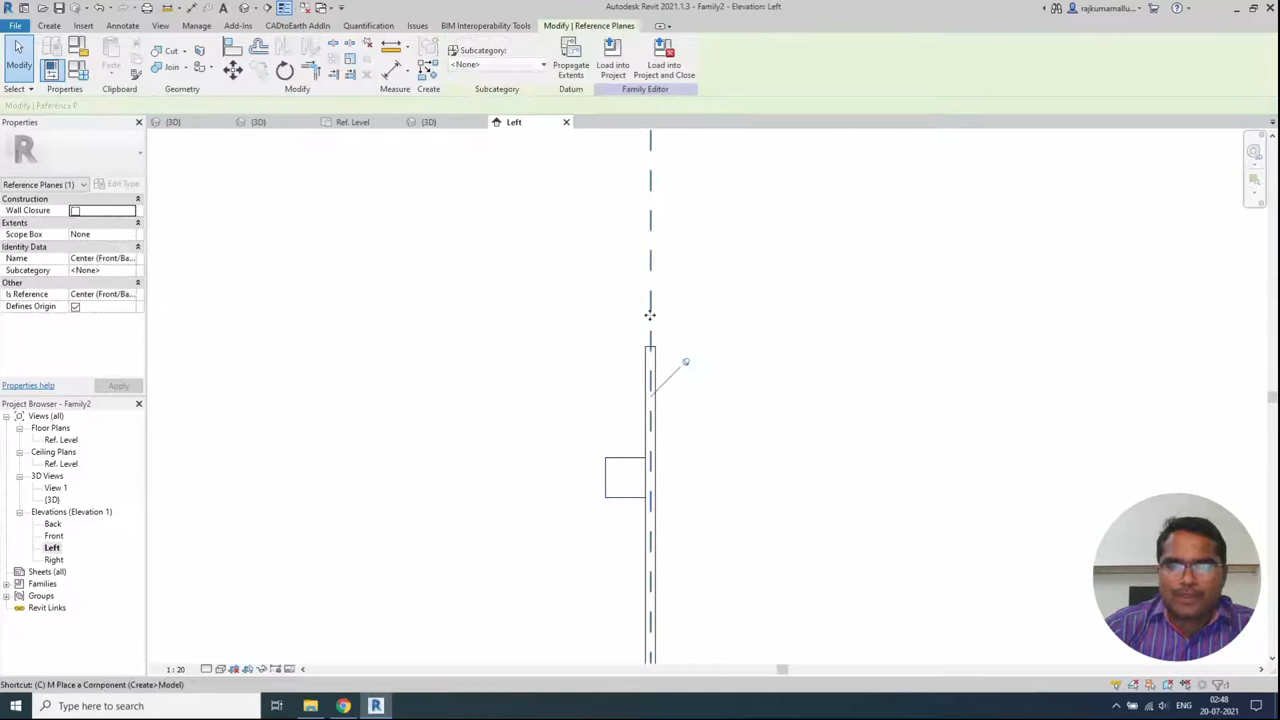 Autodesk Revit 2021.1.3 - Family2 - Elevation: Left
rajkumarnallu...
File
Create
Insert
Annotate
View
Manage
Add-Ins
CADtoEarth AddIn
Quantification
Issues
BIM Interoperability Tools
Modify | Reference Planes
Modify
Paste
Cut
Join
Subcategory:
<None>
Propagate Extents
Load into Project
Load into Project and Close
Select
Properties
Clipboard
Geometry
Modify
Measure
Create
Subcategory
Datum
Family Editor
Modify | Reference P
Properties
{3D}
{3D}
Ref. Level
{3D}
Left
Reference Planes (1)
Edit Type
Construction
Wall Closure
Extents
Scope Box None
Identity Data
Name Center (Front/Ba...
Subcategory <None>
Other
Is Reference Center (Front/Ba...
Defines Origin
Properties help
Apply
Project Browser - Family2
Views (all)
Floor Plans
Ref. Level
Ceiling Plans
Ref. Level
3D Views
View 1
{3D}
Elevations (Elevation 1)
Back
Front
Left
Right
Sheets (all)
Families
Groups
Revit Links
1 : 20
Shortcut: (C) M Place a Component (Create>Model)
:1
Type here to search
ENG
02:48
20-07-2021